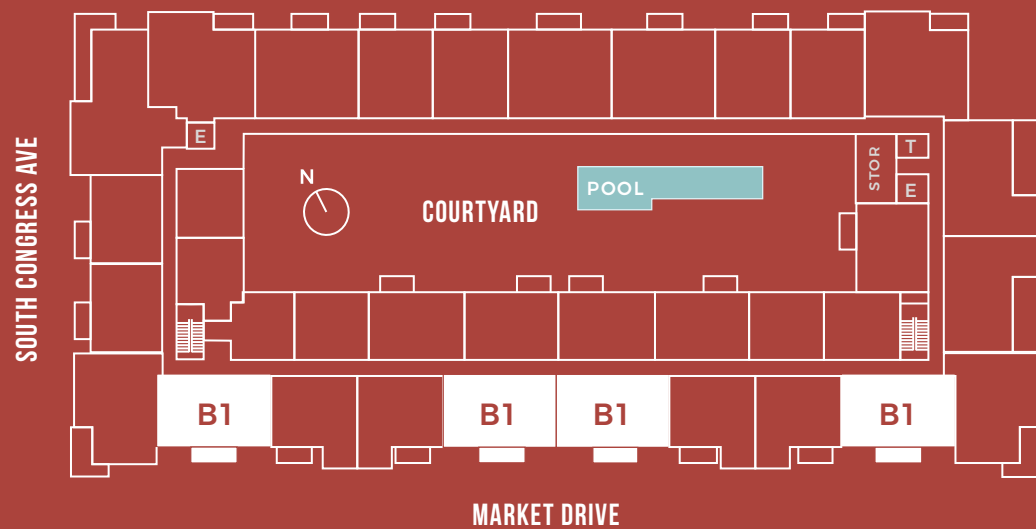 SOUTH CONGRESS AVE
E
N
COURTYARD
POOL
STOR
T
E
B1
B1
B1
B1
MARKET DRIVE